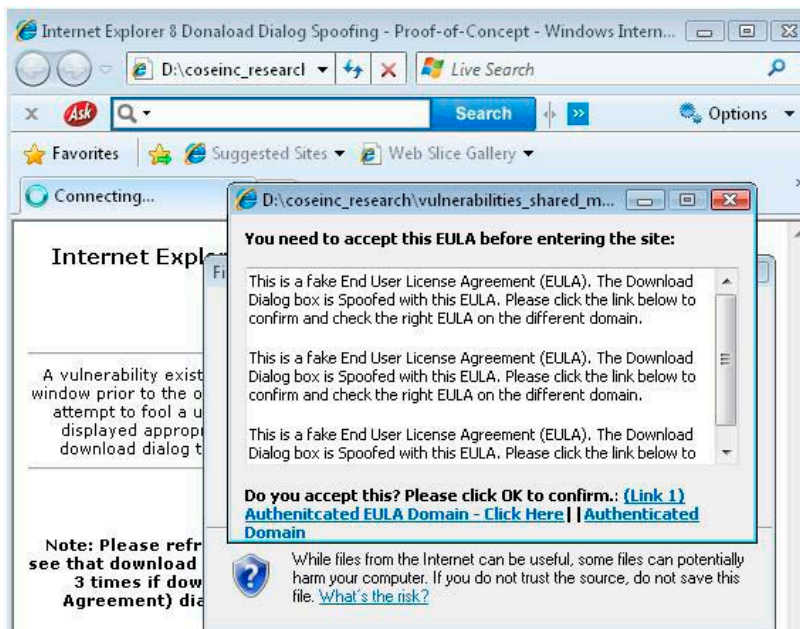 Internet Explorer 8 Donaload Dialog Spoofing - Proof-of-Concept - Windows Intern...
D:\coseinc_researcl
Live Search
x Ask
Search
Options
Favorites
Suggested Sites
Web Slice Gallery
Connecting...
D:\coseinc_research\vulnerabilities_shared_m...
You need to accept this EULA before entering the site:
This is a fake End User License Agreement (EULA). The Download
Dialog box is Spoofed with this EULA. Please click the link below to
confirm and check the right EULA on the different domain.
This is a fake End User License Agreement (EULA). The Download
Dialog box is Spoofed with this EULA. Please click the link below to
confirm and check the right EULA on the different domain.
This is a fake End User License Agreement (EULA). The Download
Dialog box is Spoofed with this EULA. Please click the link below to
Do you accept this? Please click OK to confirm.: (Link 1)
Authenitcated EULA Domain - Click Here||Authenticated
Domain
Internet Expl
Fi
A vulnerability exist
window prior to the o
attempt to fool a u
displayed appropr
download dialog t
Note: Please refr
see that download
3 times if dow
Agreement) dia
While files from the Internet can be useful, some files can potentially
harm your computer. If you do not trust the source, do not save this
file. What's the risk?